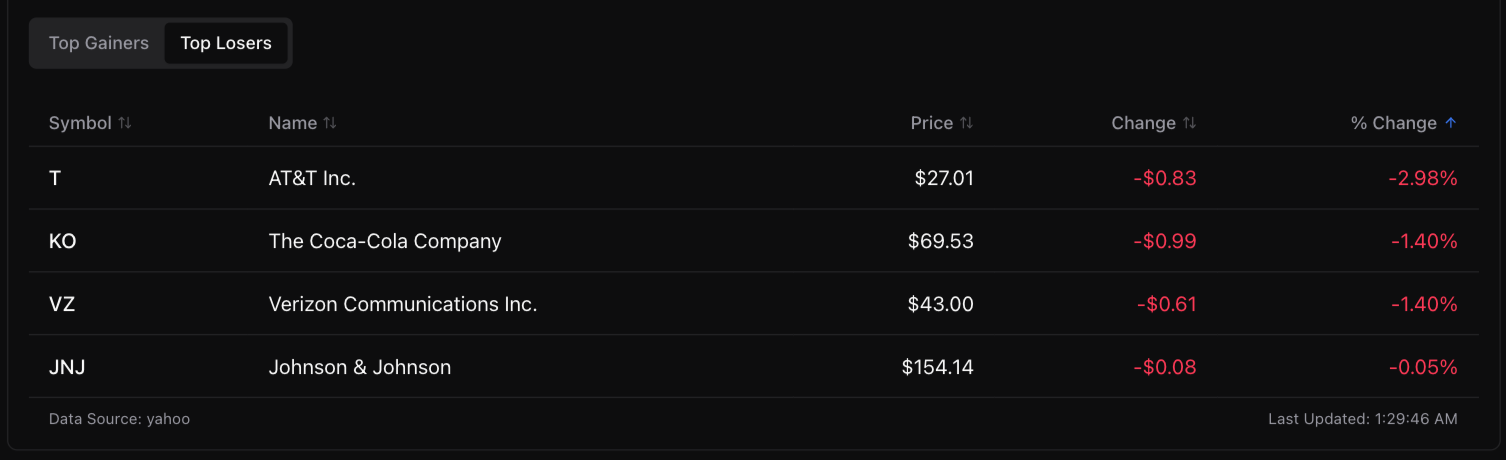 Top Gainers Top Losers
Symbol Name Price Change % Change
T AT&T Inc. $27.01 -$0.83 -2.98%
KO The Coca-Cola Company $69.53 -$0.99 -1.40%
VZ Verizon Communications Inc. $43.00 -$0.61 -1.40%
JNJ Johnson & Johnson $154.14 -$0.08 -0.05%
Data Source: yahoo Last Updated: 1:29:46 AM